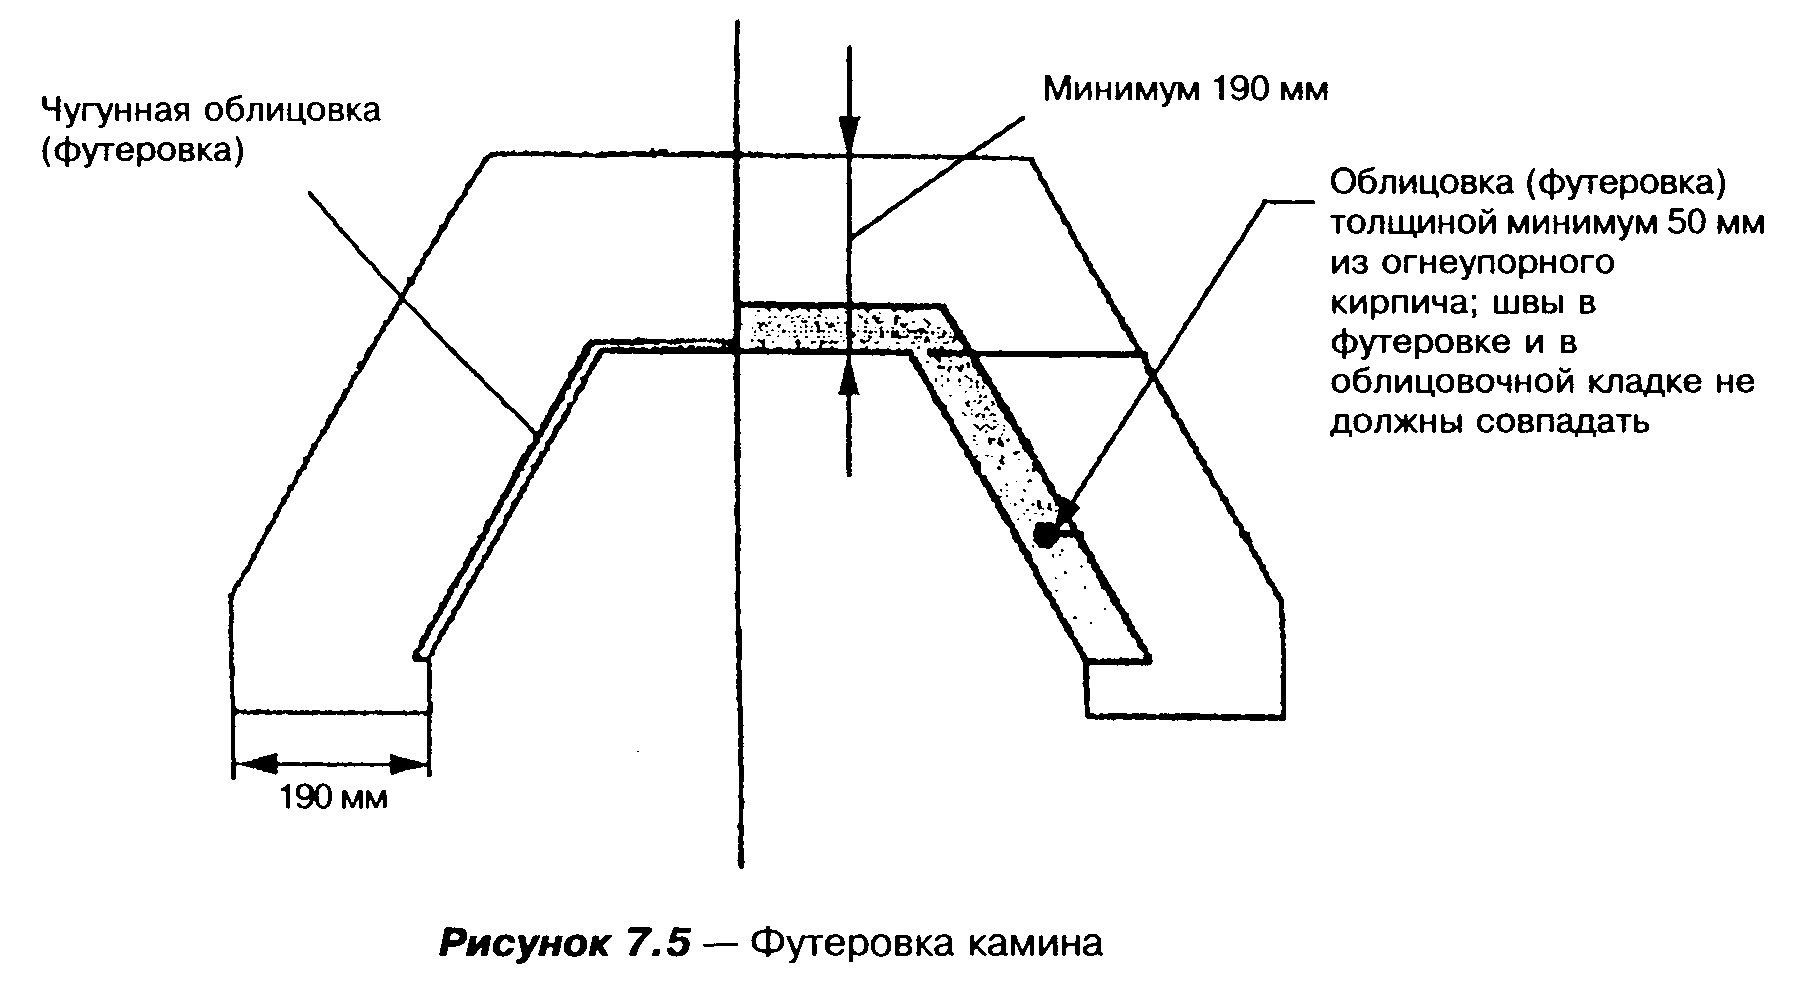 Чугунная облицовка
(футеровка)
Минимум 190 мм
Облицовка (футеровка)
толщиной минимум 50 мм
из огнеупорного
кирпича; швы в
футеровке и в
облицовочной кладке не
должны совпадать
190 мм
Рисунок 7.5 — Футеровка камина